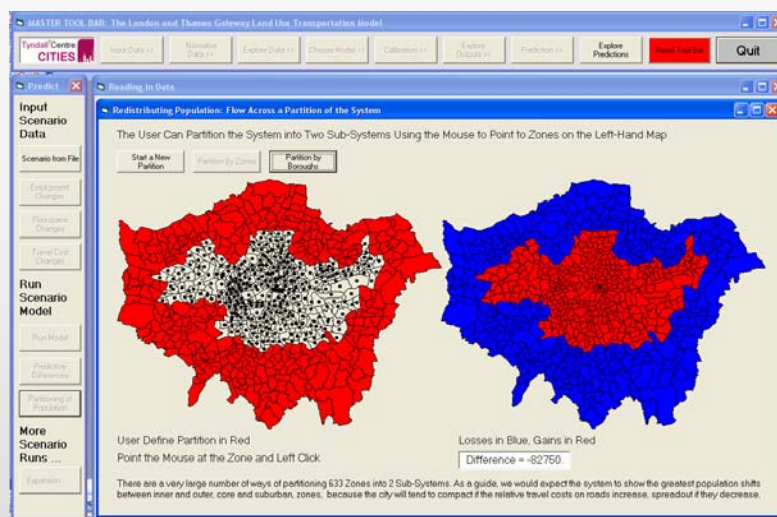 MASTER TOOL BAR: The London and Thames Gateway Land Use Transportation Model
Tyndall Centre
CITIES
Input Data >>
Normalise
Data >>
Explore Data >>
Choose Model >>
Calibration >>
Explore
Outputs >>
Prediction >>
Explore
Predictions
Reset Tool Bar
Quit
Predict
Input
Scenario
Data
Scenario from File
Employment
Changes
Floorspace
Changes
Travel Cost
Changes
Run
Scenario
Model
Run Model
Predictive
Differences
Partitioning of
Population
More
Scenario
Runs ...
Expansion
Reading in Data
Redistributing Population: Flow Across a Partition of the System
The User Can Partition the System into Two Sub-Systems Using the Mouse to Point to Zones on the Left-Hand Map
Start a New
Partition
Partition By Zones
Partition by
Boroughs
User Define Partition in Red
Point the Mouse at the Zone and Left Click
Losses in Blue, Gains in Red
Difference = -82750.
There are a very large number of ways of partitioning 633 Zones into 2 Sub-Systems. As a guide, we would expect the system to show the greatest population shifts
between inner and outer, core and suburban, zones, because the city will tend to compact if the relative travel costs on roads increase, spreadout if they decrease.